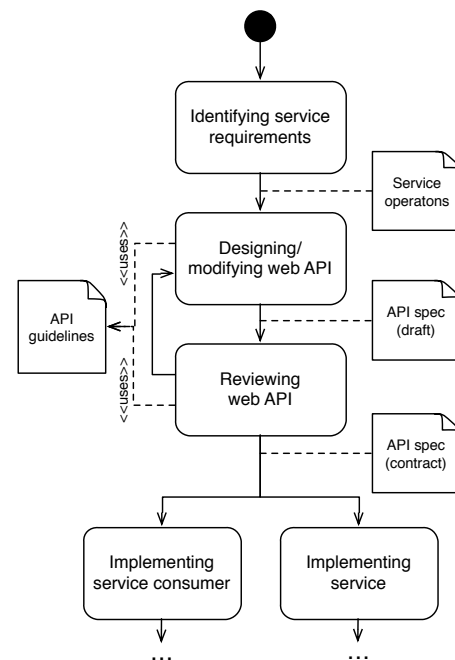 Identifying service
requirements
Service
operatons
<<uses>>
Designing/
modifying web API
API
guidelines
API spec
(draft)
<<uses>>
Reviewing
web API
API spec
(contract)
Implementing
service consumer
Implementing
service
...
...